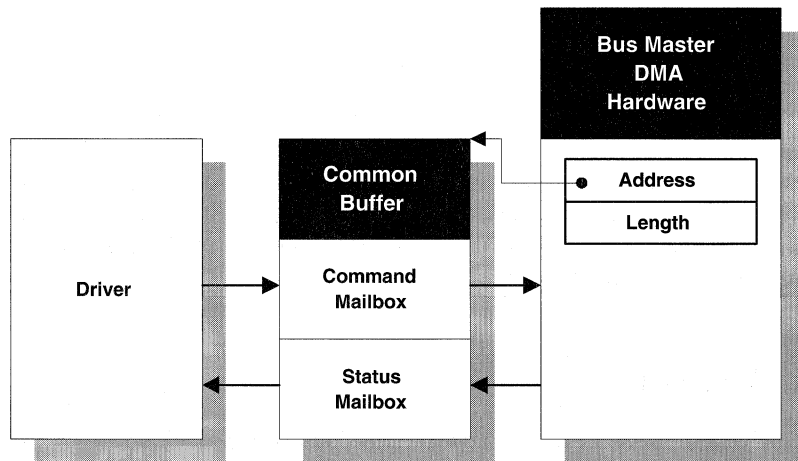 Driver
Common
Buffer
Command
Mailbox
Status
Mailbox
Bus Master
DMA
Hardware
Address
Length